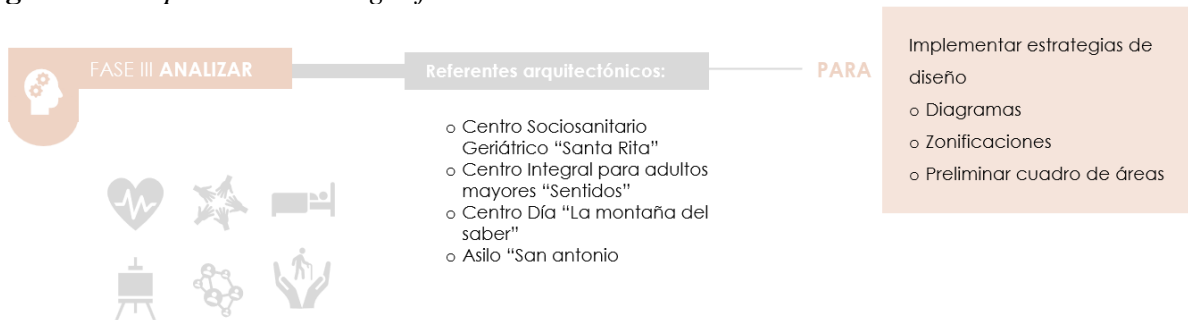 FASE III ANALIZAR
Referentes arquitectónicos:
PARA
Implementar estrategias de
diseño
o Diagramas
o Zonificaciones
o Preliminar cuadro de áreas
o Centro Sociosanitario
Geriátrico “Santa Rita”
o Centro Integral para adultos
mayores “Sentidos”
o Centro Día “La montaña del
saber”
o Asilo “San antonio